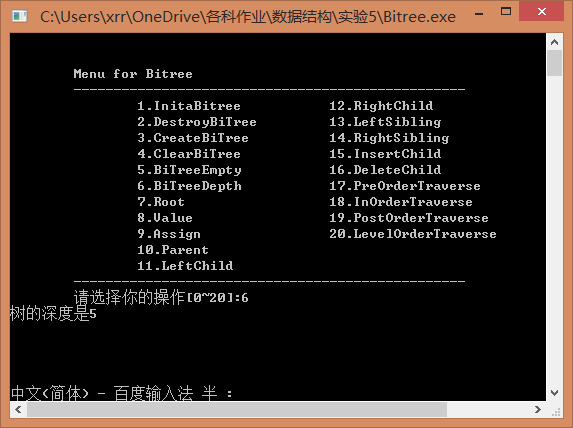 C:\Users\xrr\OneDrive\各科作业\数据结构\实验5\Bitree.exe
Menu for Bitree
-------------------------------------------------
1.InitaBitree 12.RightChild
2.DestroyBiTree 13.LeftSibling
3.CreateBiTree 14.RightSibling
4.ClearBiTree 15.InsertChild
5.BiTreeEmpty 16.DeleteChild
6.BiTreeDepth 17.PreOrderTraverse
7.Root 18.InOrderTraverse
8.Value 19.PostOrderTraverse
9.Assign 20.LevelOrderTraverse
10.Parent
11.LeftChild
-------------------------------------------------
请选择你的操作[0~20]:6
树的深度是5
中文(简体) - 百度输入法 半 :